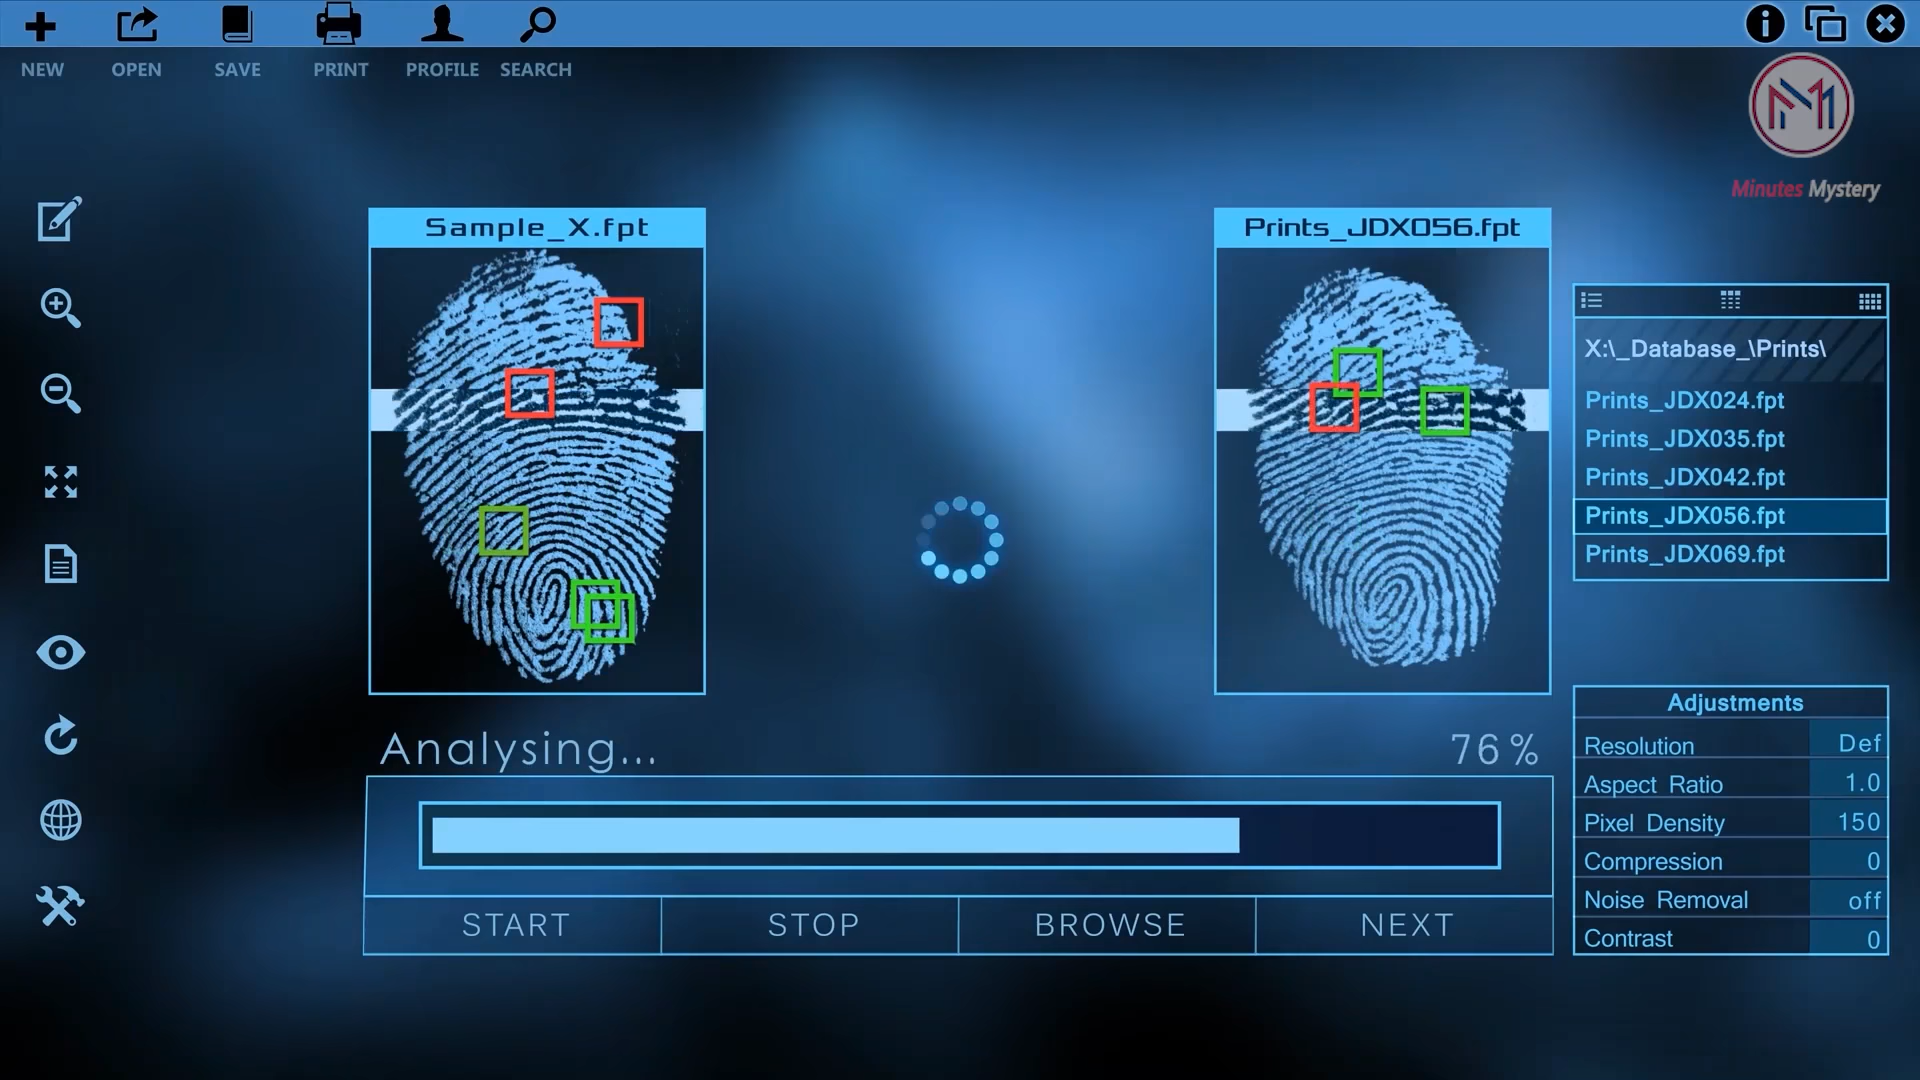 NEW OPEN SAVE PRINT PROFILE SEARCH
Minutes Mystery
Sample_X.fpt
Prints_JDX056.fpt
X:\_Database_\Prints\
Prints_JDX024.fpt
Prints_JDX035.fpt
Prints_JDX042.fpt
Prints_JDX056.fpt
Prints_JDX069.fpt
Analysing...
76%
START STOP BROWSE NEXT
Adjustments
Resolution Def
Aspect Ratio 1.0
Pixel Density 150
Compression 0
Noise Removal off
Contrast 0